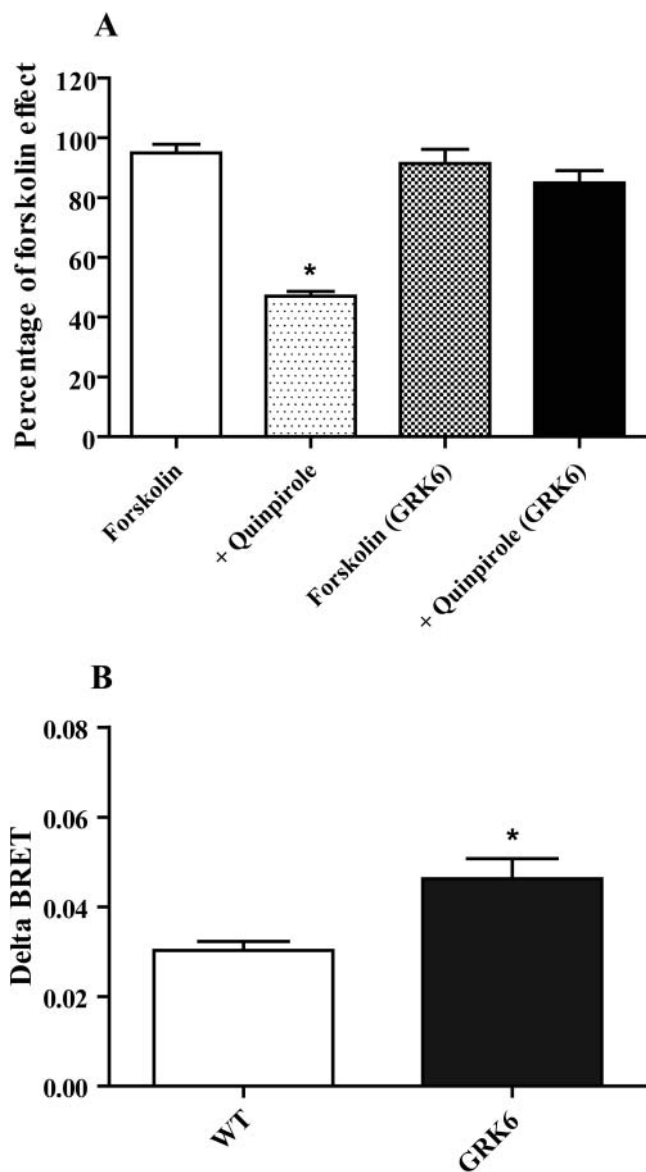 A
Percentage of forskolin effect
120
100
80
60
40
20
0
*
Forskolin
+ Quinpirole
Forskolin (GRK6)
+ Quinpirole (GRK6)
B
Delta BRET
0.08
0.06
0.04
0.02
0.00
*
WT
GRK6